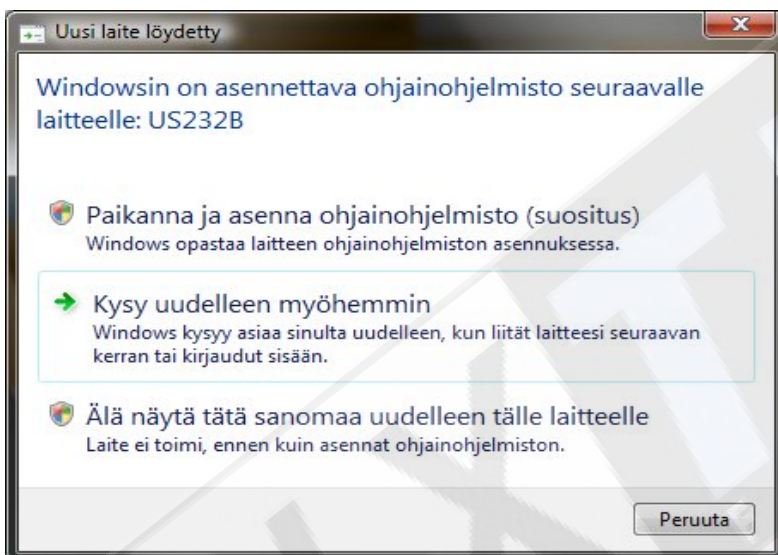 Uusi laite löydetty
Windowsin on asennettava ohjainohjelmisto seuraavalle
laitteelle: US232B
Paikanna ja asenna ohjainohjelmisto (suositus)
Windows opastaa laitteen ohjainohjelmiston asennuksessa.
Kysy uudelleen myöhemmin
Windows kysyy asiaa sinulta uudelleen, kun liität laitteesi seuraavan
kerran tai kirjaudut sisään.
Älä näytä tätä sanomaa uudelleen tälle laitteelle
Laite ei toimi, ennen kuin asennat ohjainohjelmiston.
Peruuta